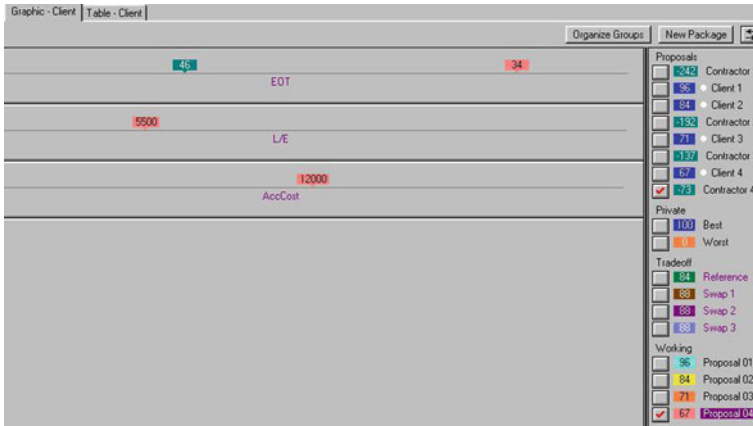 Graphic - Client Table - Client
Organize Groups New Package
46 34
EOT
5500
L/E
12000
AccCost
Proposals
-242 Contractor
96 Client 1
84 Client 2
-192 Contractor
71 Client 3
-137 Contractor
67 Client 4
-73 Contractor 4
Private
100 Best
0 Worst
Tradeoff
84 Reference
88 Swap 1
88 Swap 2
88 Swap 3
Working
96 Proposal 01
84 Proposal 02
71 Proposal 03
67 Proposal 04